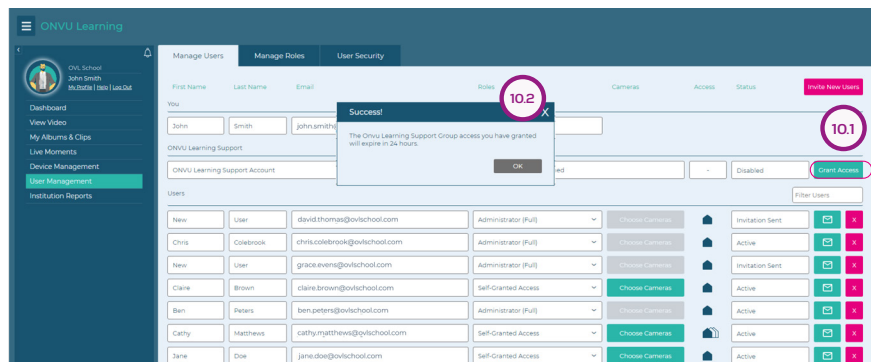 ONVU Learning
OVL School
John Smith
My Profile | Help | Log Out
Dashboard
View Video
My Albums & Clips
Live Moments
Device Management
User Management
Institution Reports
Manage Users Manage Roles User Security
First Name Last Name Email Roles Cameras Access Status Invite New Users
You
John Smith john.smith@
ONVU Learning Support
ONVU Learning Support Account - Disabled Grant Access
10.1
10.2
Success! X
The Onvu Learning Support Group access you have granted
will expire in 24 hours.
OK
Users Filter Users
New User david.thomas@ovlschool.com Administrator (Full) Choose Cameras Invitation Sent X
Chris Colebrook chris.colebrook@ovlschool.com Administrator (Full) Choose Cameras Active X
New User grace.evens@ovlschool.com Administrator (Full) Choose Cameras Invitation Sent X
Claire Brown claire.brown@ovlschool.com Self-Granted Access Choose Cameras Active X
Ben Peters ben.peters@ovlschool.com Administrator (Full) Choose Cameras Active X
Cathy Matthews cathy.matthews@ovlschool.com Self-Granted Access Choose Cameras Active X
Jane Doe jane.doe@ovlschool.com Self-Granted Access Choose Cameras Active X